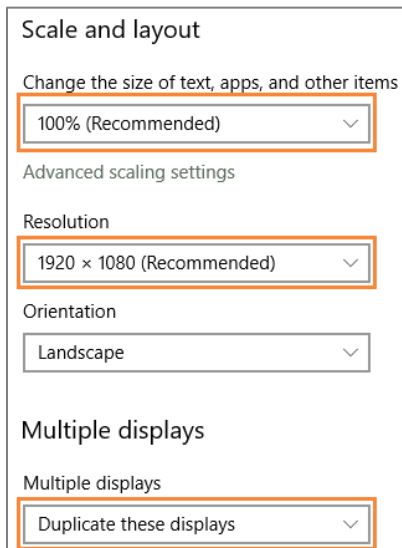 Scale and layout
Change the size of text, apps, and other items
100% (Recommended)
Advanced scaling settings
Resolution
1920 × 1080 (Recommended)
Orientation
Landscape
Multiple displays
Multiple displays
Duplicate these displays